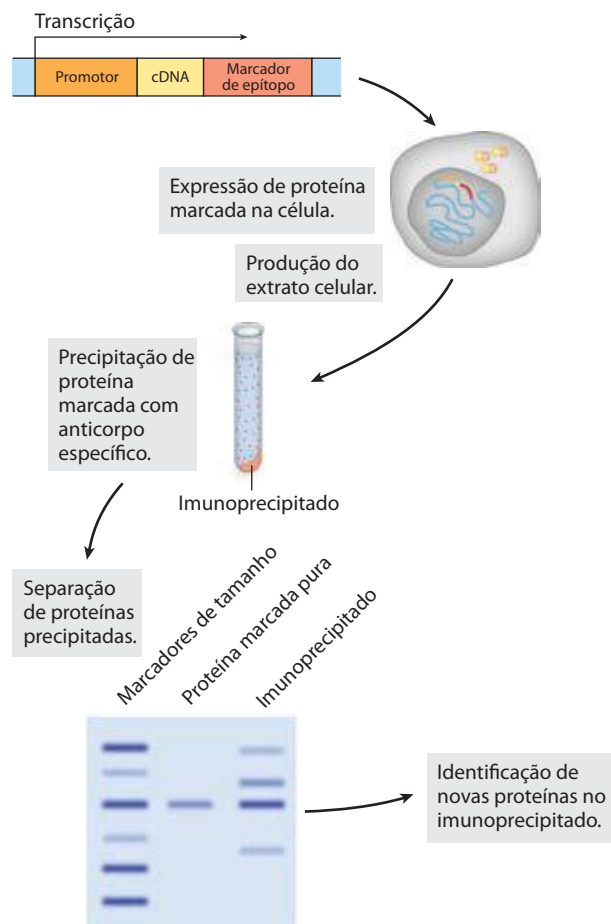 Transcrição
Promotor
cDNA
Marcador
de epítopo
Expressão de proteína
marcada na célula.
Produção do
extrato celular.
Precipitação de
proteína
marcada com
anticorpo
específico.
Imunoprecipitado
Separação
de proteínas
precipitadas.
Marcadores de tamanho
Proteína marcada pura
Imunoprecipitado
Identificação de
novas proteínas no
imunoprecipitado.